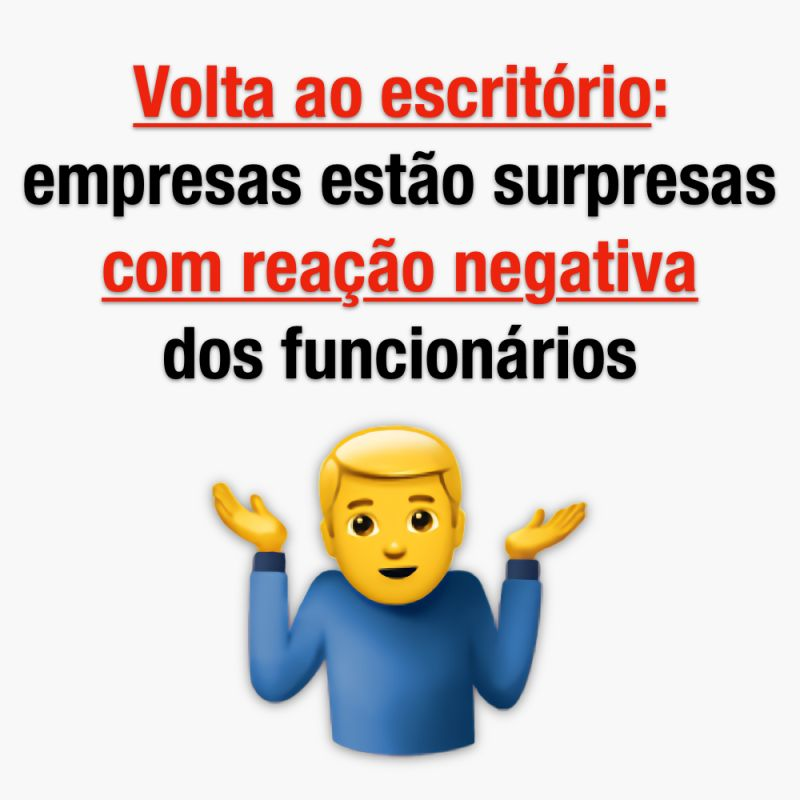 Volta ao escritório:
empresas estão surpresas
com reação negativa
dos funcionários